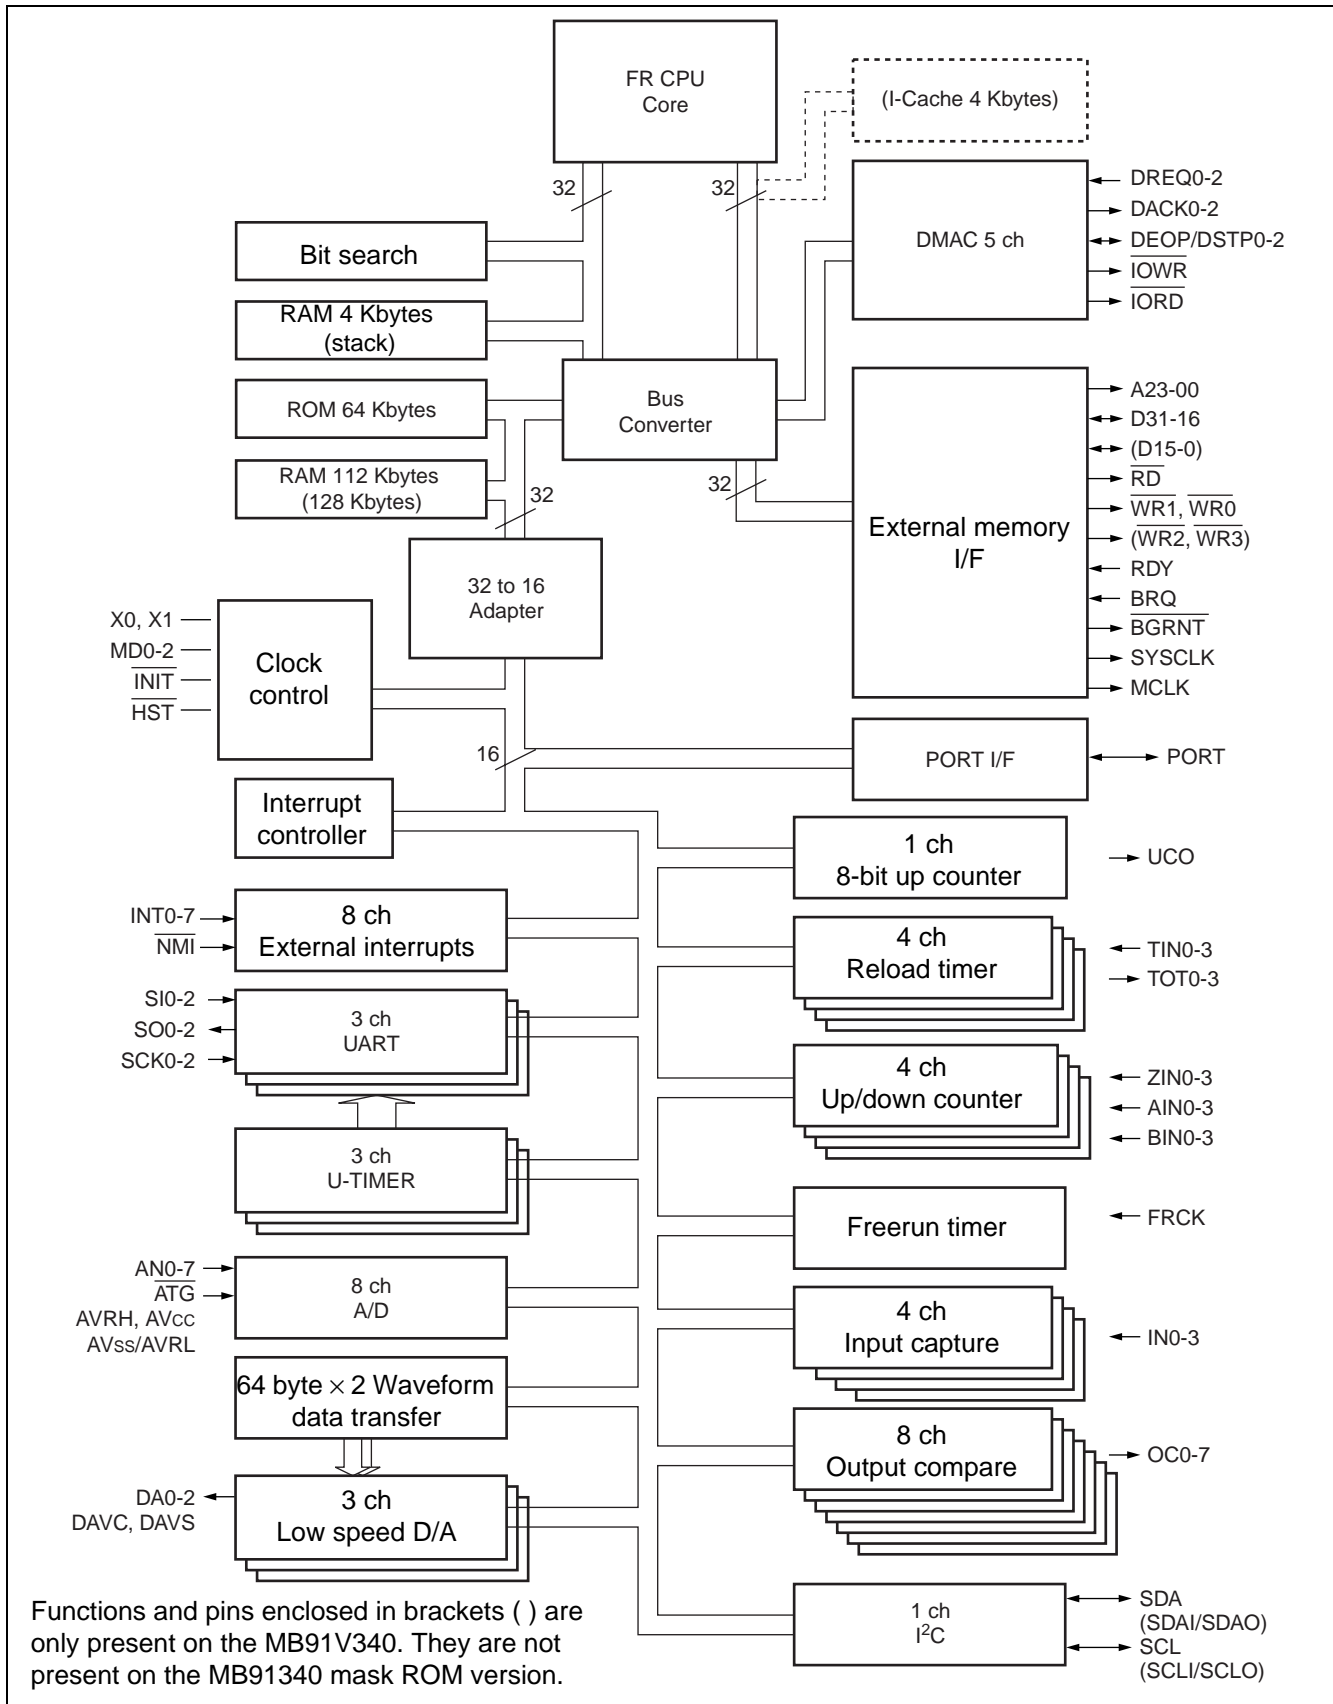 FR CPU
Core
(I-Cache 4 Kbytes)
32
32
DREQ0-2
DACK0-2
DEOP/DSTP0-2
IOWR
IORD
DMAC 5 ch
Bit search
RAM 4 Kbytes
(stack)
ROM 64 Kbytes
RAM 112 Kbytes
(128 Kbytes)
Bus
Converter
32
32
A23-00
D31-16
(D15-0)
RD
WR1, WR0
(WR2, WR3)
RDY
BRQ
BGRNT
SYSCLK
MCLK
External memory
I/F
32 to 16
Adapter
X0, X1
MD0-2
INIT
HST
Clock
control
16
PORT I/F
PORT
Interrupt
controller
1 ch
8-bit up counter
UCO
INT0-7
NMI
8 ch
External interrupts
4 ch
Reload timer
TIN0-3
TOT0-3
SI0-2
SO0-2
SCK0-2
3 ch
UART
4 ch
Up/down counter
ZIN0-3
AIN0-3
BIN0-3
3 ch
U-TIMER
Freerun timer
FRCK
AN0-7
ATG
AVRH, AVcc
AVss/AVRL
8 ch
A/D
4 ch
Input capture
IN0-3
64 byte × 2 Waveform
data transfer
8 ch
Output compare
OC0-7
DA0-2
DAVC, DAVS
3 ch
Low speed D/A
1 ch
I²C
SDA
(SDAI/SDAO)
SCL
(SCLI/SCLO)
Functions and pins enclosed in brackets ( ) are
only present on the MB91V340. They are not
present on the MB91340 mask ROM version.